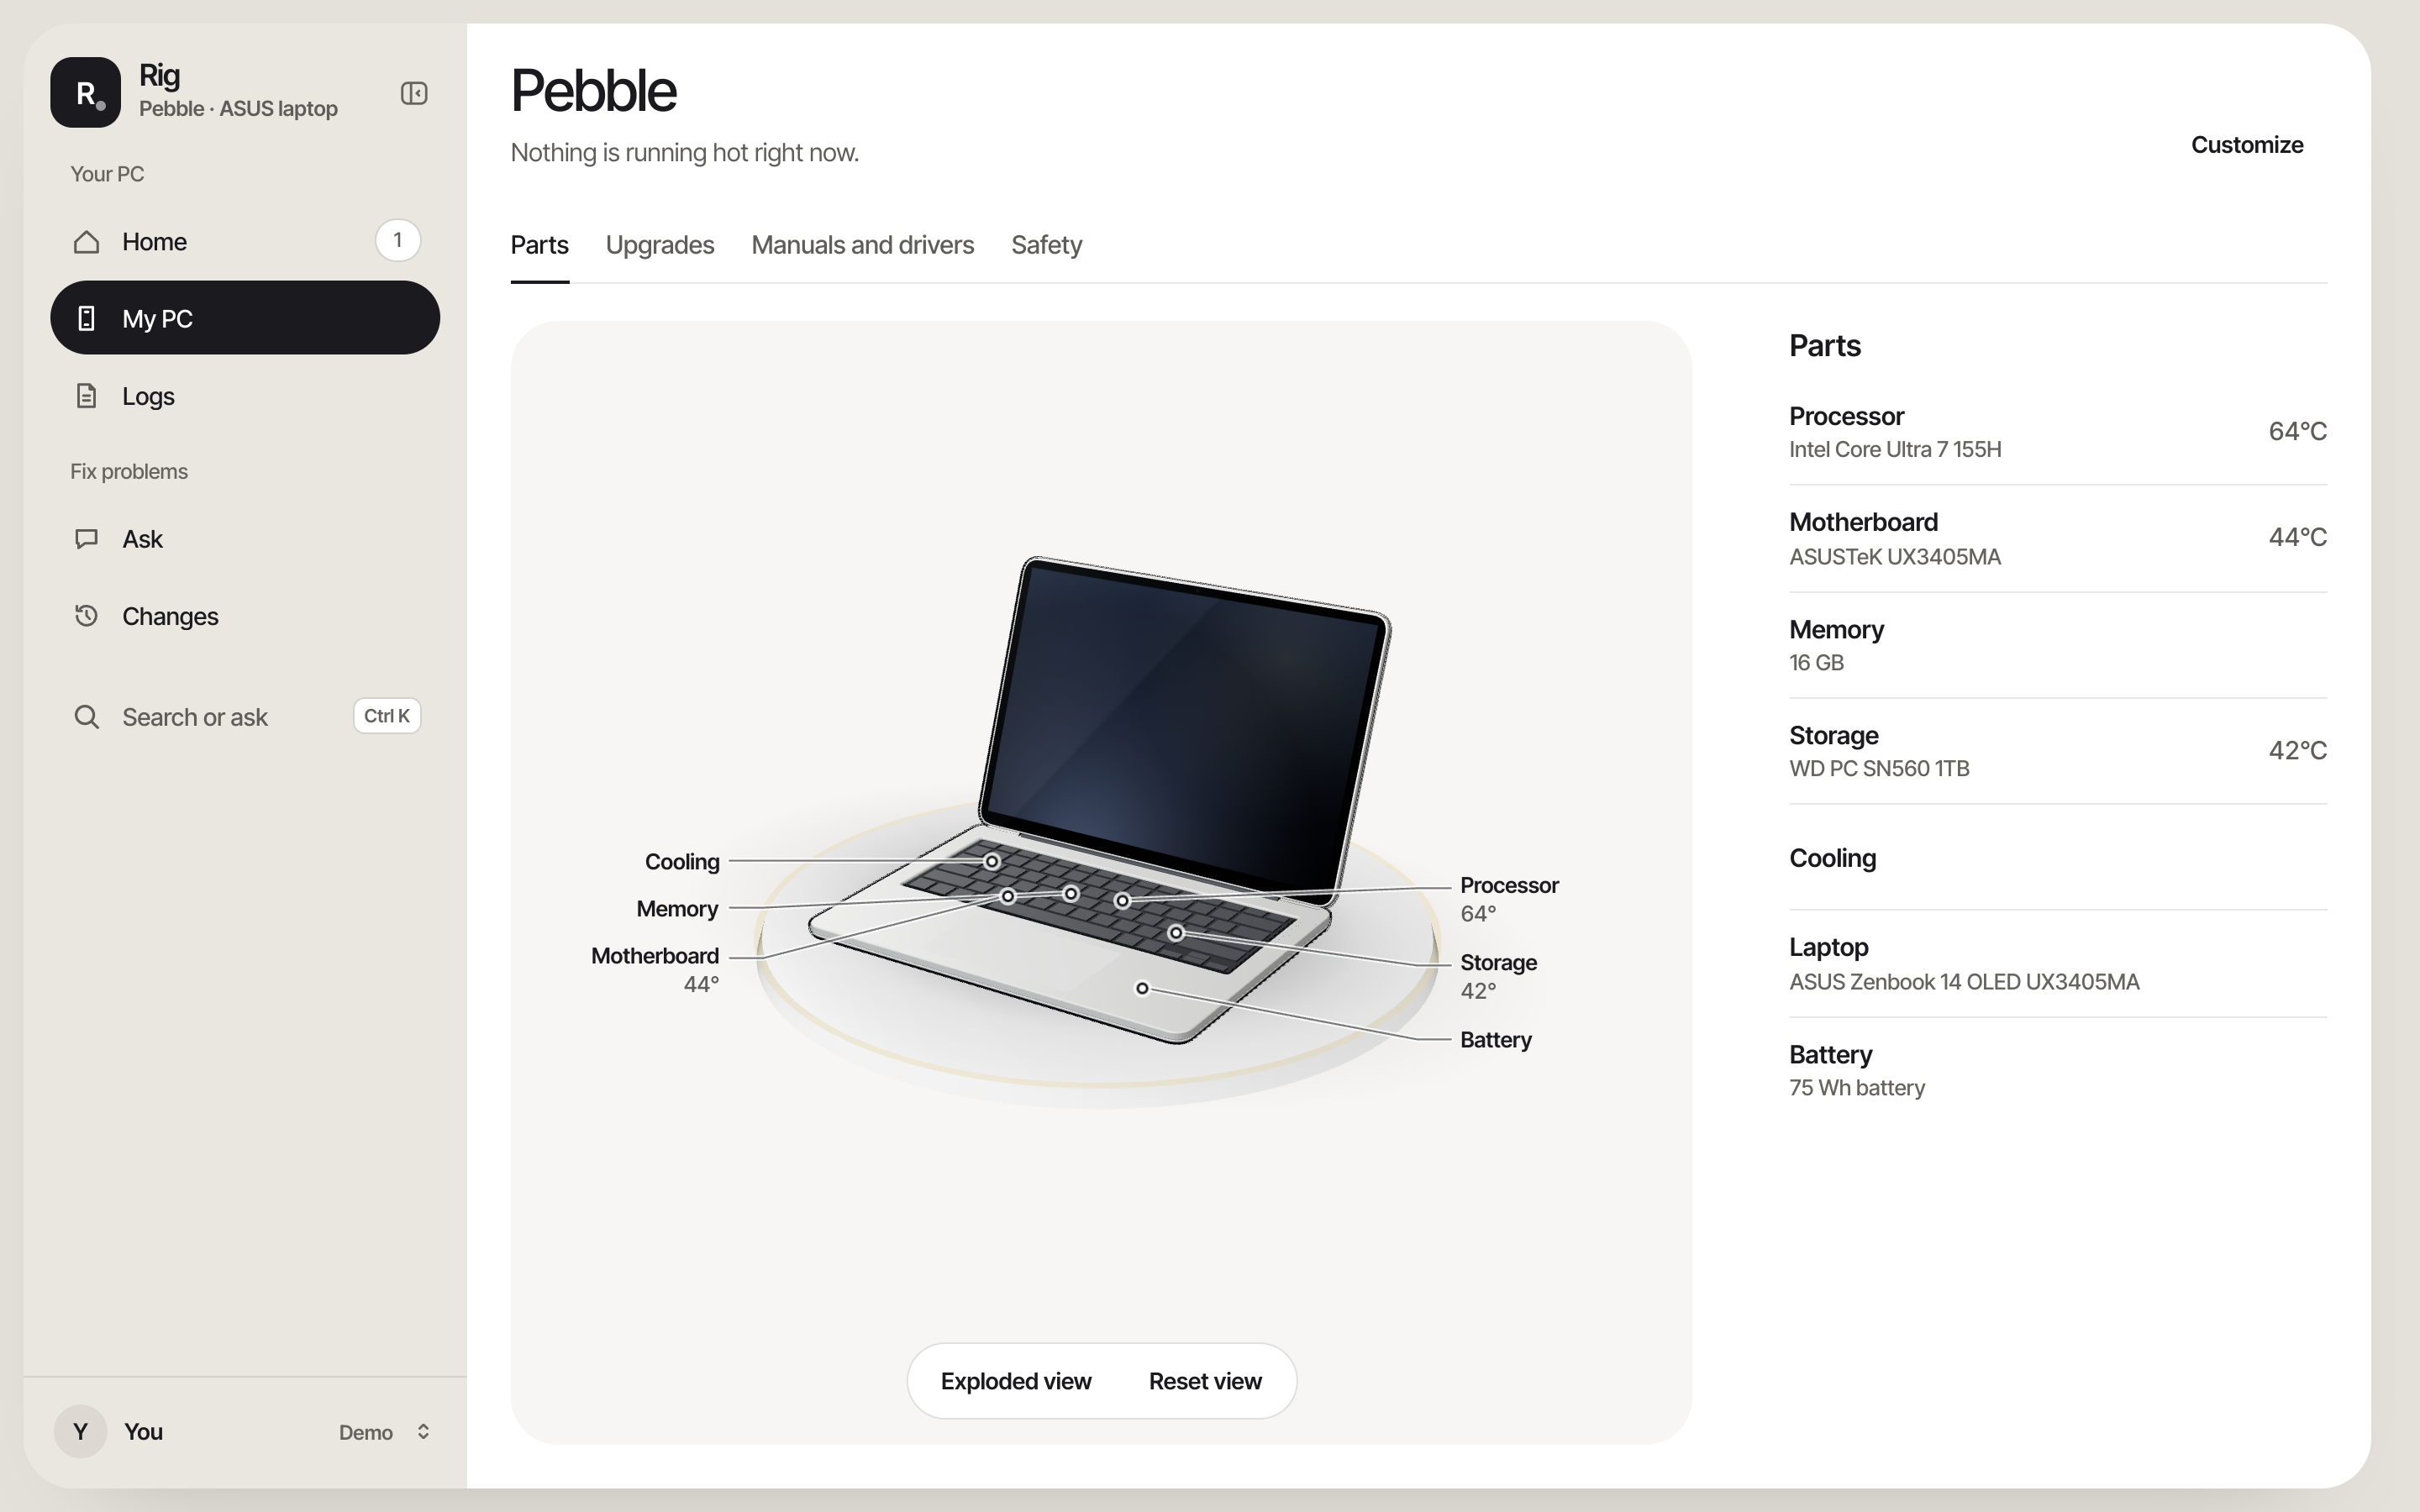 R.
Rig
Pebble · ASUS laptop
Your PC
Home
1
My PC
Logs
Fix problems
Ask
Changes
Search or ask
Ctrl K
Y
You
Demo
Pebble
Nothing is running hot right now.
Customize
Parts
Upgrades
Manuals and drivers
Safety
Cooling
Memory
Motherboard
44°
Processor
64°
Storage
42°
Battery
Exploded view
Reset view
Parts
Processor
Intel Core Ultra 7 155H
64°C
Motherboard
ASUSTeK UX3405MA
44°C
Memory
16 GB
Storage
WD PC SN560 1TB
42°C
Cooling
Laptop
ASUS Zenbook 14 OLED UX3405MA
Battery
75 Wh battery